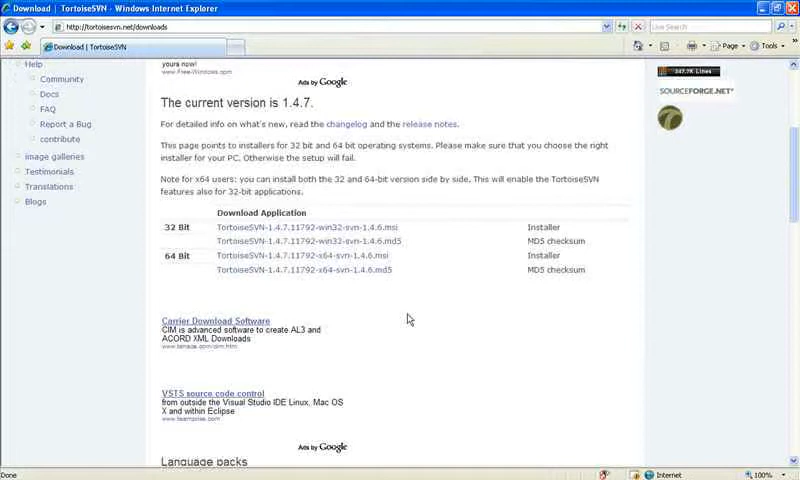 Download | TortoiseSVN - Windows Internet Explorer
http://tortoisesvn.net/downloads
Live Search
Download | TortoiseSVN
Page
Tools
Help
Community
Docs
FAQ
Report a Bug
contribute
image galleries
Testimonials
Translations
Blogs
yours now!
www.Free-Windows.com
Ads by Google
The current version is 1.4.7.
For detailed info on what's new, read the changelog and the release notes.
This page points to installers for 32 bit and 64 bit operating systems. Please make sure that you choose the right
installer for your PC. Otherwise the setup will fail.
Note for x64 users: you can install both the 32 and 64-bit version side by side. This will enable the TortoiseSVN
features also for 32-bit applications.
Download Application
32 Bit TortoiseSVN-1.4.7.11792-win32-svn-1.4.6.msi Installer
TortoiseSVN-1.4.7.11792-win32-svn-1.4.6.md5 MD5 checksum
64 Bit TortoiseSVN-1.4.7.11792-x64-svn-1.4.6.msi Installer
TortoiseSVN-1.4.7.11792-x64-svn-1.4.6.md5 MD5 checksum
Carrier Download Software
CIM is advanced software to create AL3 and
ACORD XML Downloads
VSTS source code control
from outside the Visual Studio IDE Linux, Mac OS
X and within Eclipse
www.teamprise.com
Ads by Google
Language packs
347.7K Lines
SOURCEFORGE.NET
Done
Internet
100%